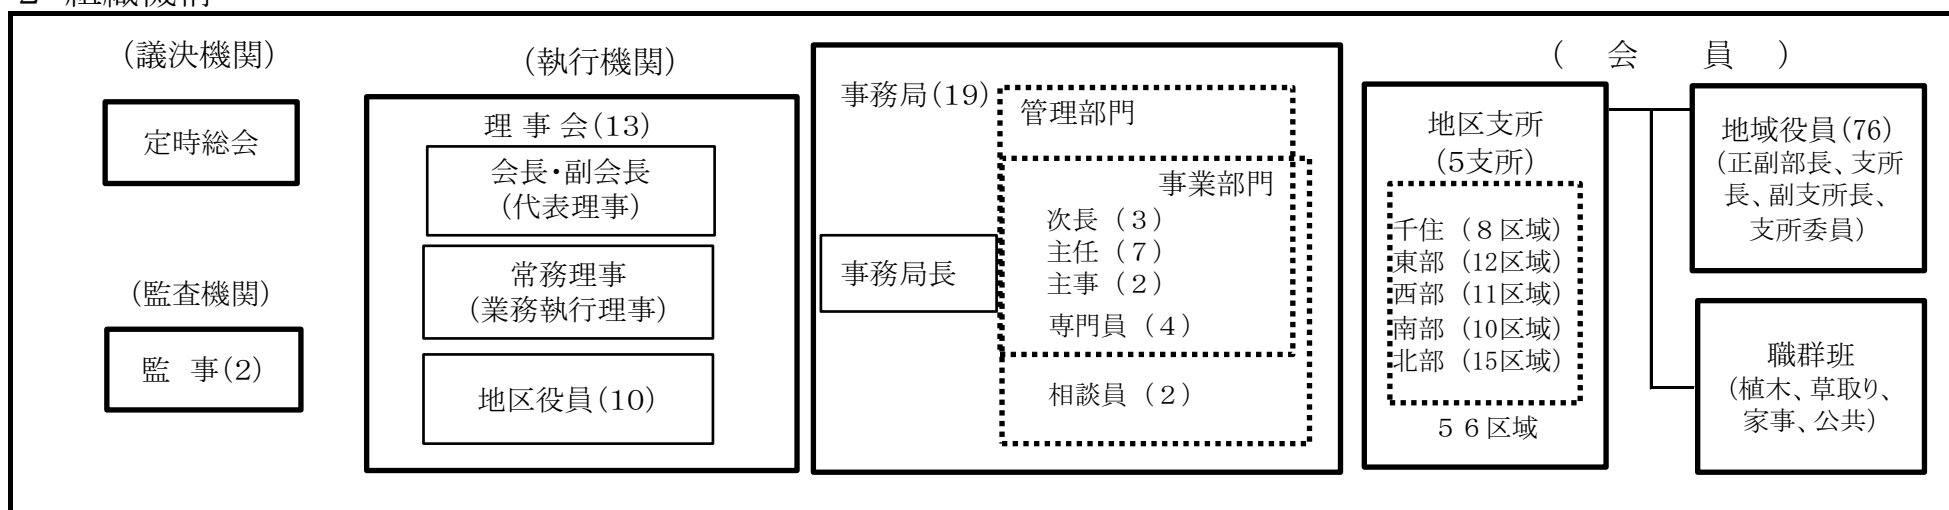 2 組織機構
(議決機関)
定時総会
(監査機関)
監 事(2)
(執行機関)
理 事 会(13)
会長・副会長
(代表理事)
常務理事
(業務執行理事)
地区役員(10)
事務局(19)
管理部門
事業部門
事務局長
次長 (3)
主任 (7)
主事 (2)
専門員 (4)
相談員 (2)
( 会 員 )
地区支所
(5支所)
千住 (8区域)
東部 (12区域)
西部 (11区域)
南部 (10区域)
北部 (15区域)
56区域
地域役員(76)
(正副部長、支所
長、副支所長、
支所委員)
職群班
(植木、草取り、
家事、公共)